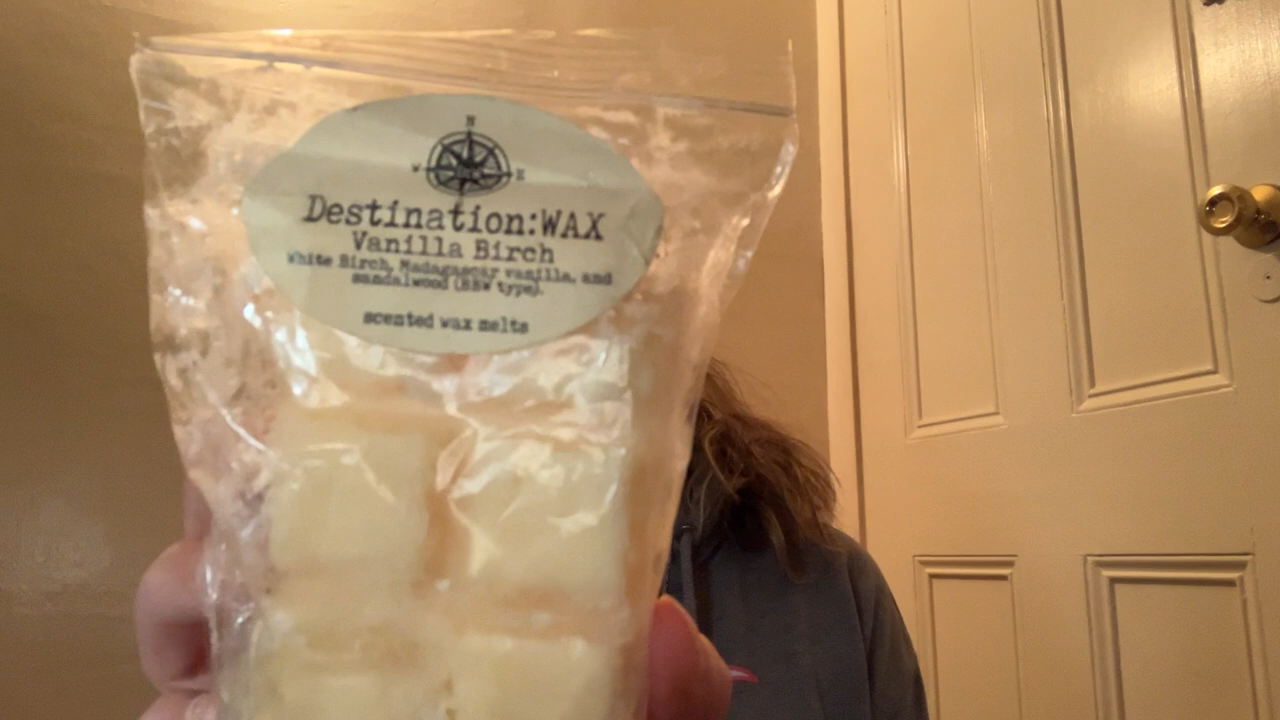 N
W E
Destination:WAX
Vanilla Birch
White Birch, Madagascar vanilla, and
sandalwood (BBW type).
scented wax melts